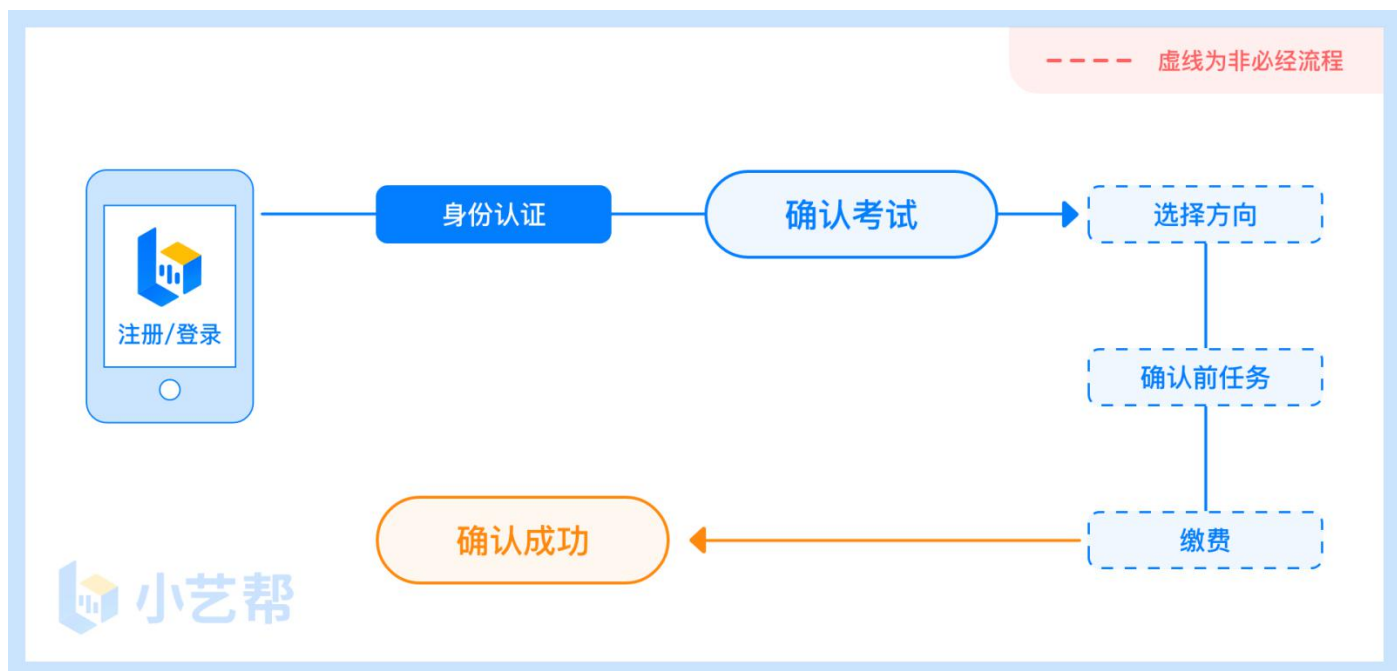 虚线为非必经流程
注册/登录
身份认证
确认考试
选择方向
确认前任务
缴费
确认成功
小艺帮